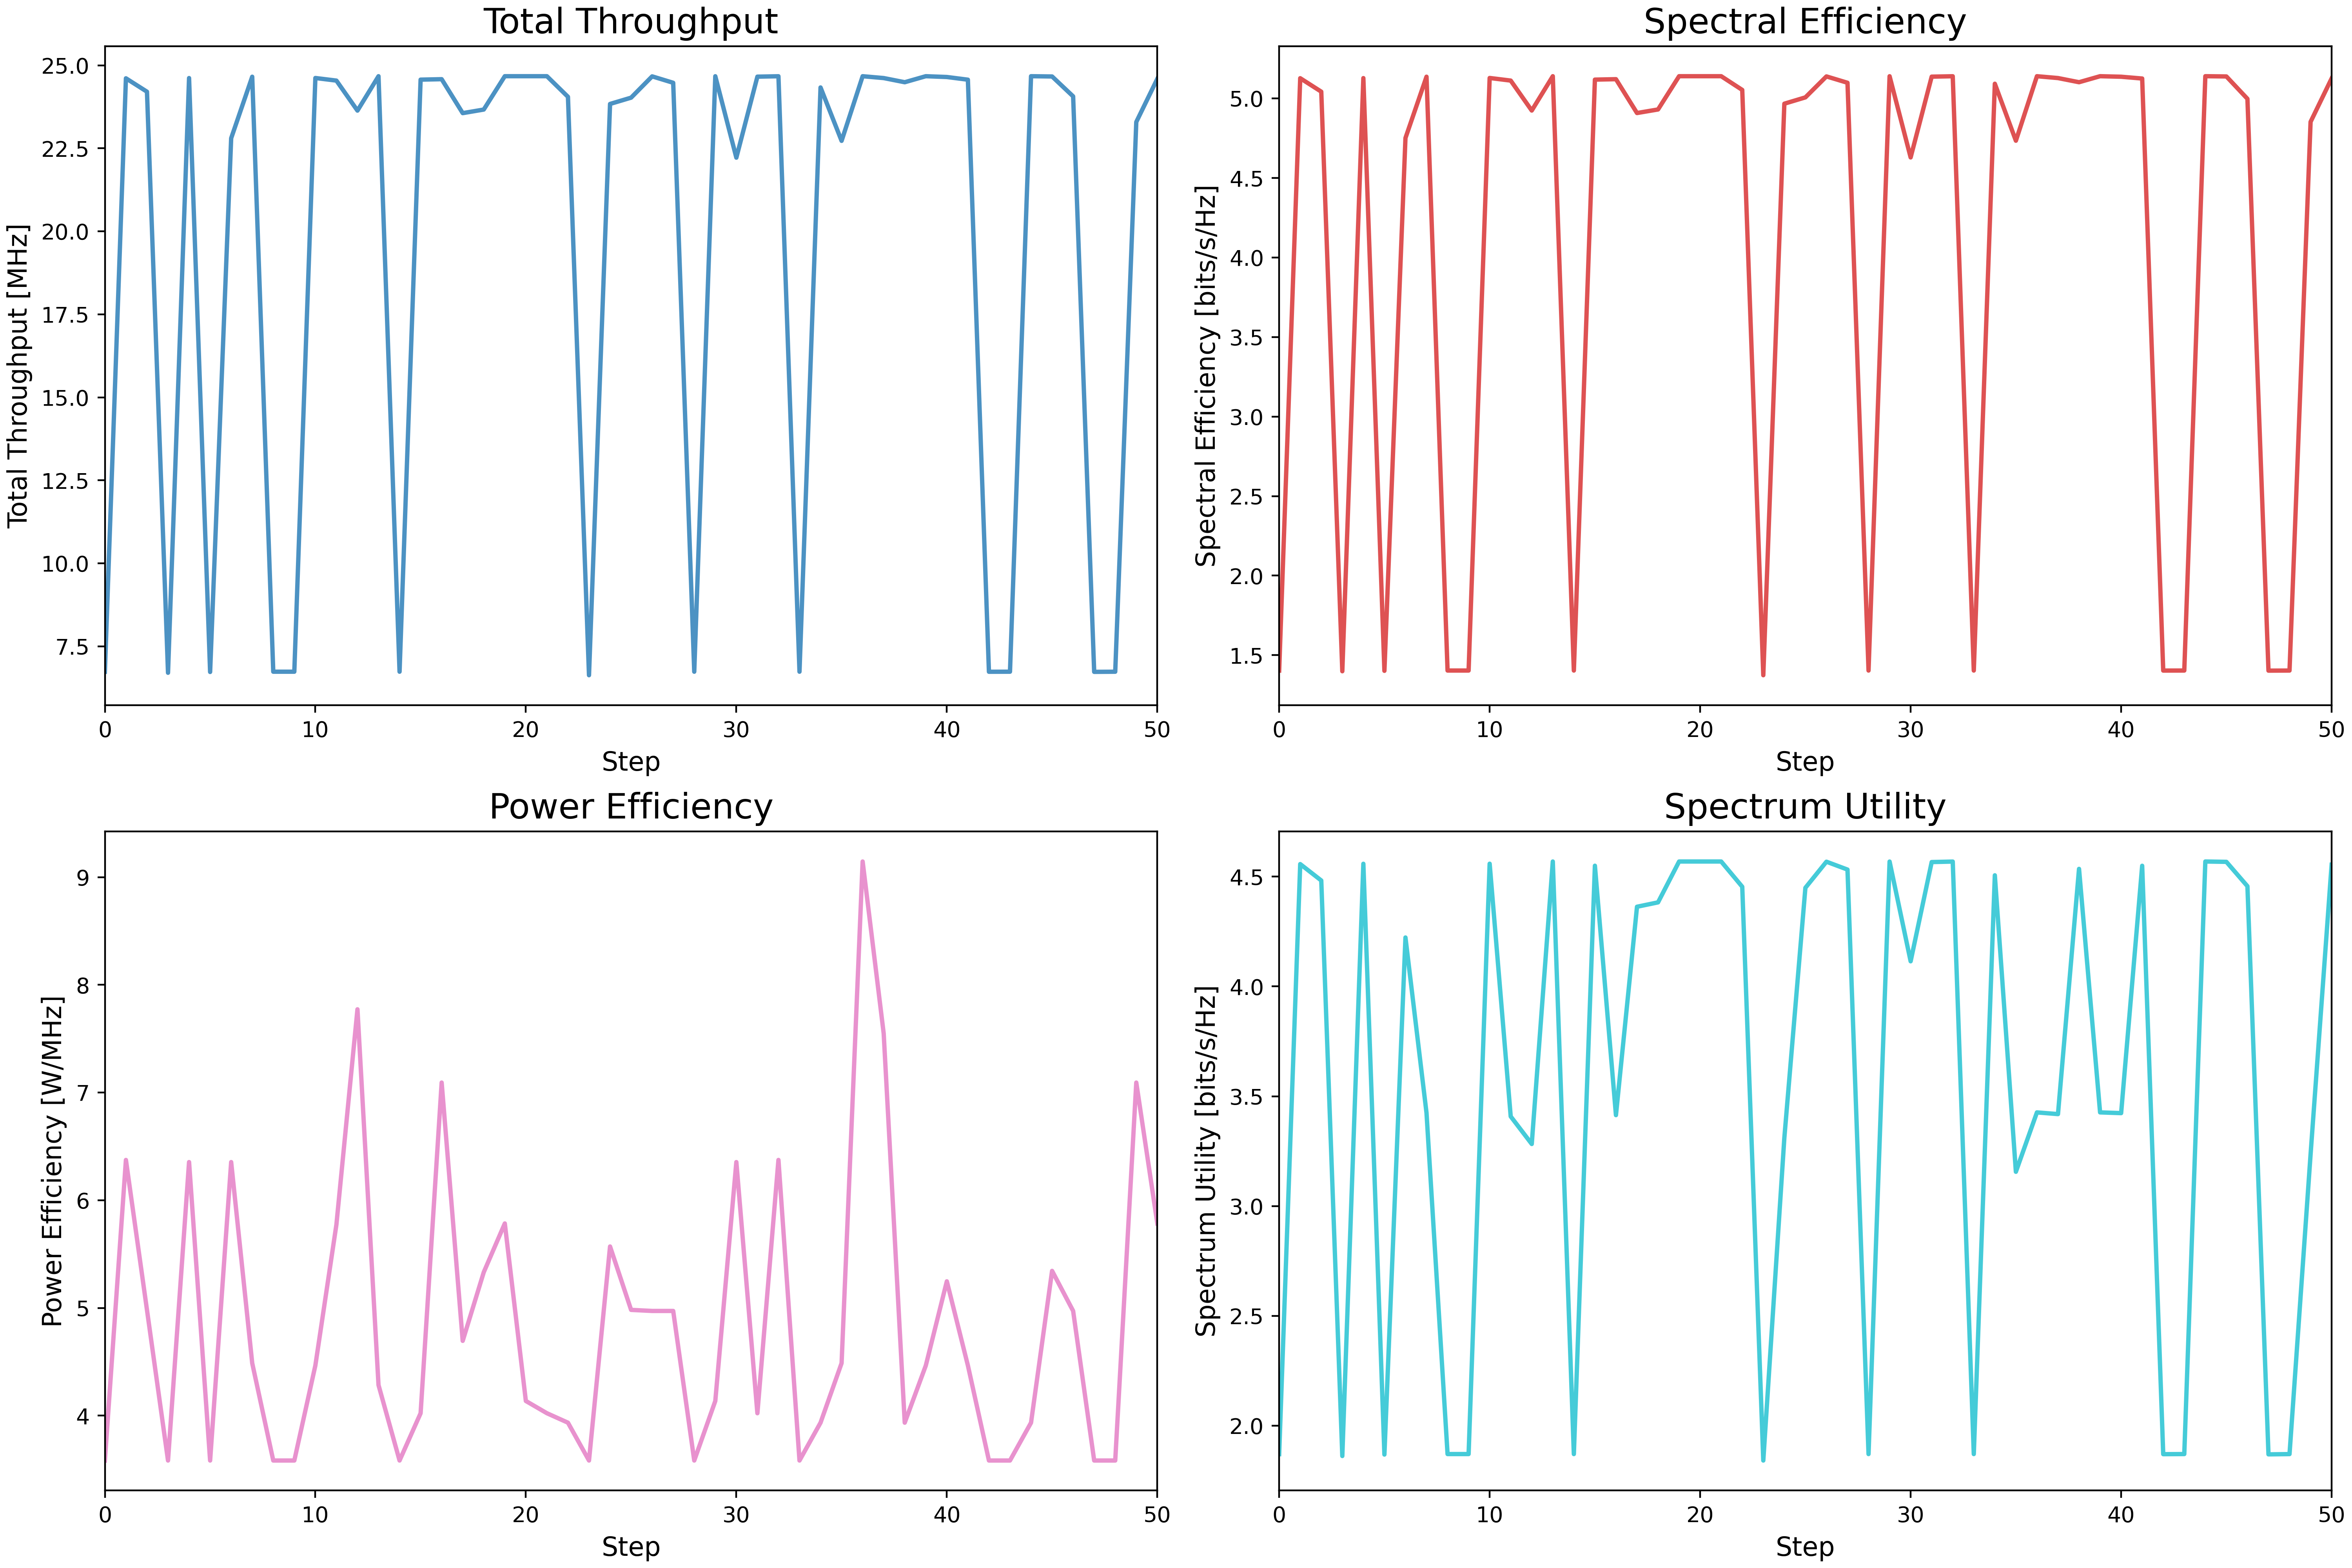 Total Throughput
Total Throughput [MHz]
25.0
22.5
20.0
17.5
15.0
12.5
10.0
7.5
0 10 20 30 40 50
Step
Spectral Efficiency
Spectral Efficiency [bits/s/Hz]
5.0
4.5
4.0
3.5
3.0
2.5
2.0
1.5
0 10 20 30 40 50
Step
Power Efficiency
Power Efficiency [W/MHz]
9
8
7
6
5
4
0 10 20 30 40 50
Step
Spectrum Utility
Spectrum Utility [bits/s/Hz]
4.5
4.0
3.5
3.0
2.5
2.0
0 10 20 30 40 50
Step